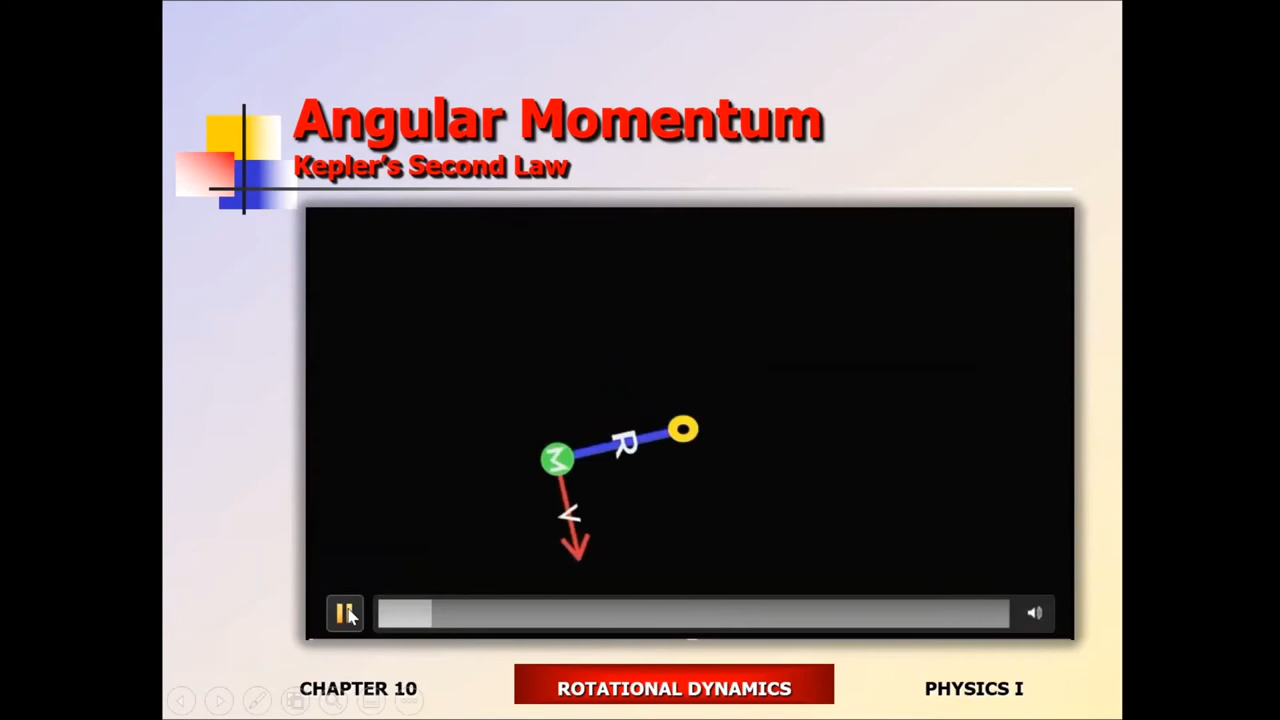 Angular Momentum
Kepler's Second Law
O
R
M
V
CHAPTER 10
ROTATIONAL DYNAMICS
PHYSICS I